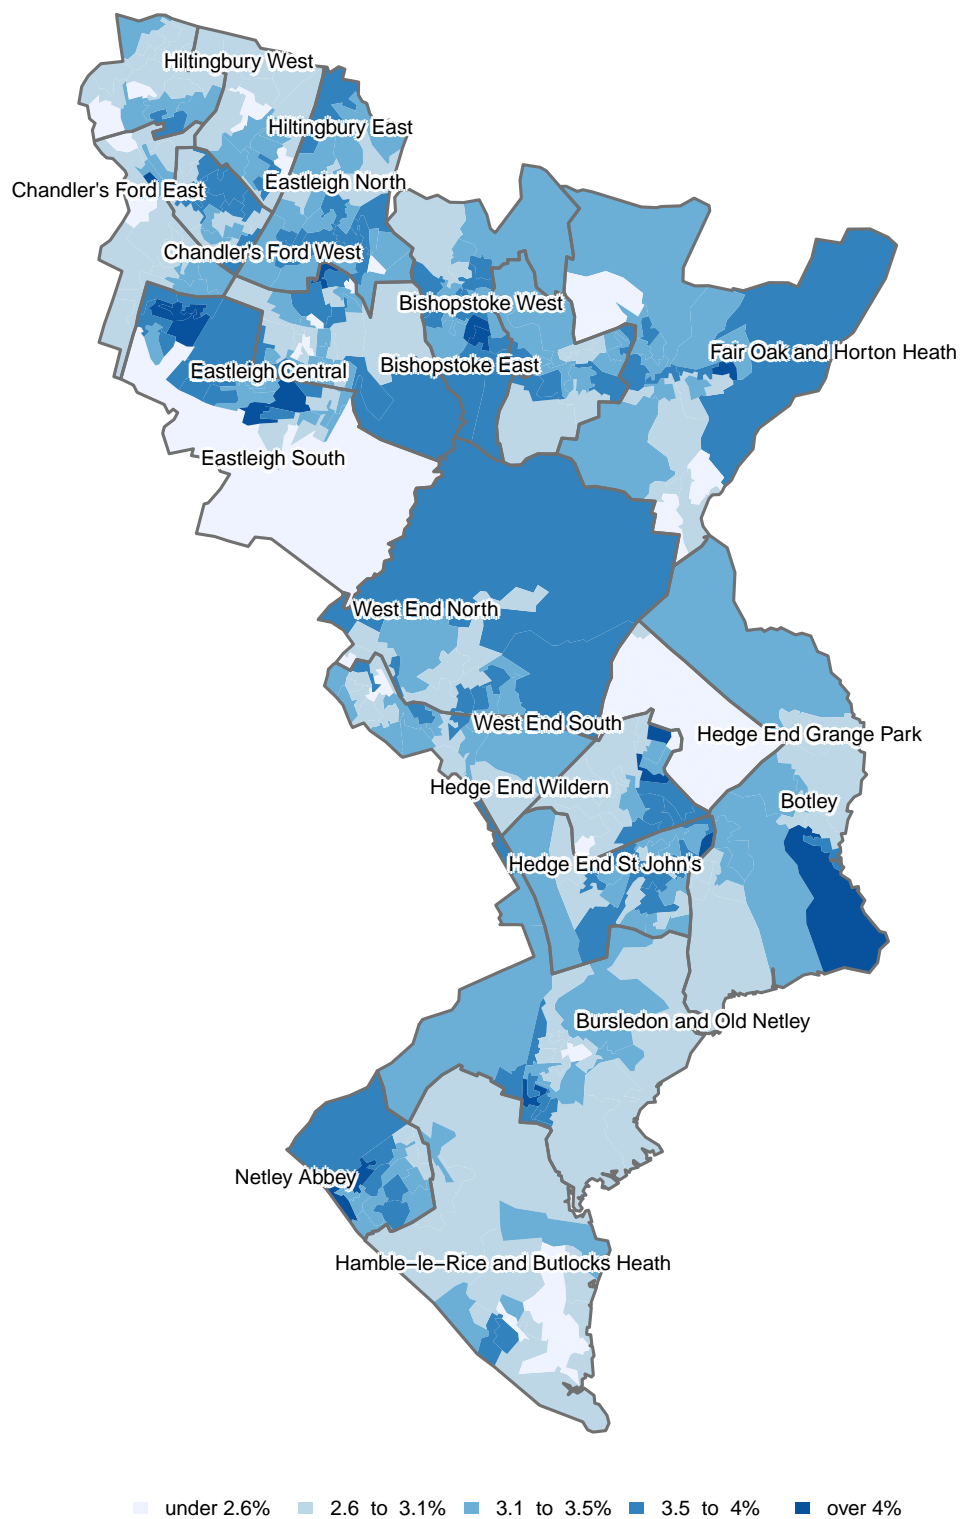 Hiltingbury West
Hiltingbury East
Eastleigh North
Chandler's Ford East
Chandler's Ford West
Bishopstoke West
Fair Oak and Horton Heath
Bishopstoke East
Eastleigh Central
Eastleigh South
West End North
West End South
Hedge End Grange Park
Hedge End Wildern
Botley
Hedge End St John's
Bursledon and Old Netley
Netley Abbey
Hamble−le−Rice and Butlocks Heath
under 2.6% 2.6 to 3.1% 3.1 to 3.5% 3.5 to 4% over 4%